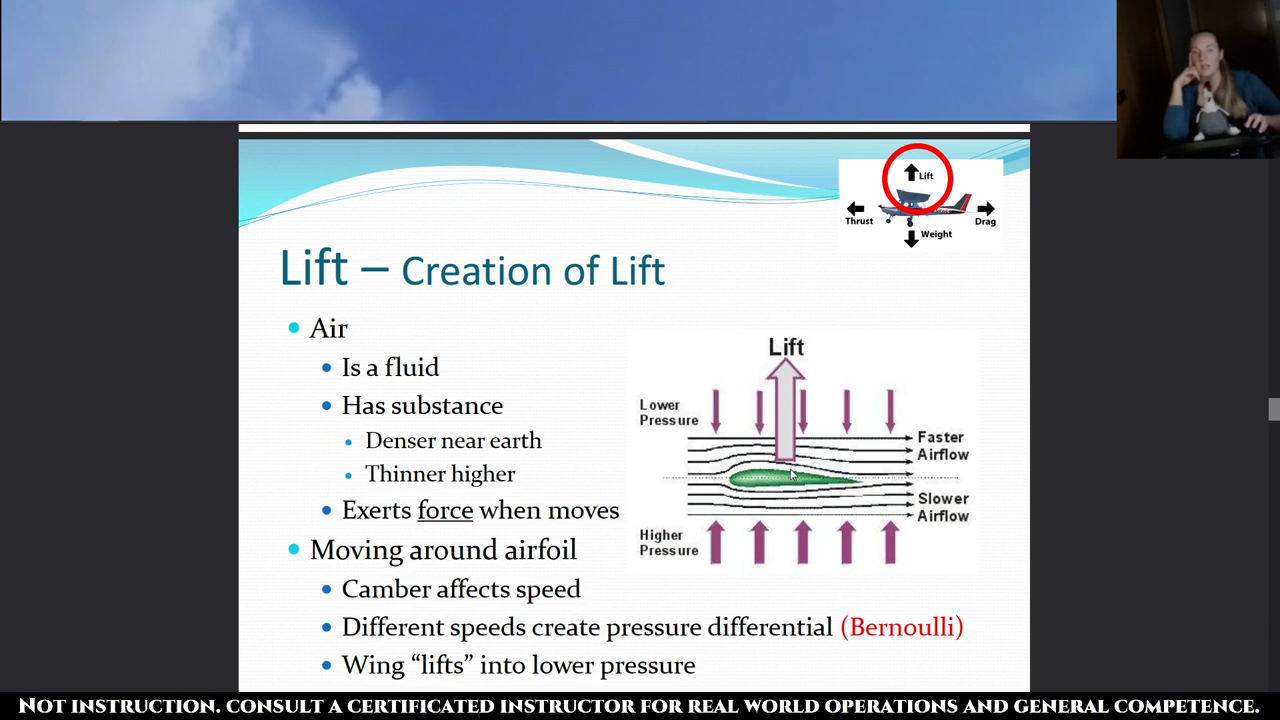 Lift
Thrust
Drag
Weight
Lift – Creation of Lift
Air
Is a fluid
Has substance
Denser near earth
Thinner higher
Exerts force when moves
Moving around airfoil
Camber affects speed
Different speeds create pressure differential (Bernoulli)
Wing “lifts” into lower pressure
Lift
Lower
Pressure
Faster
Airflow
Slower
Airflow
Higher
Pressure
Not instruction. Consult a certificated instructor for real world operations and general competence.